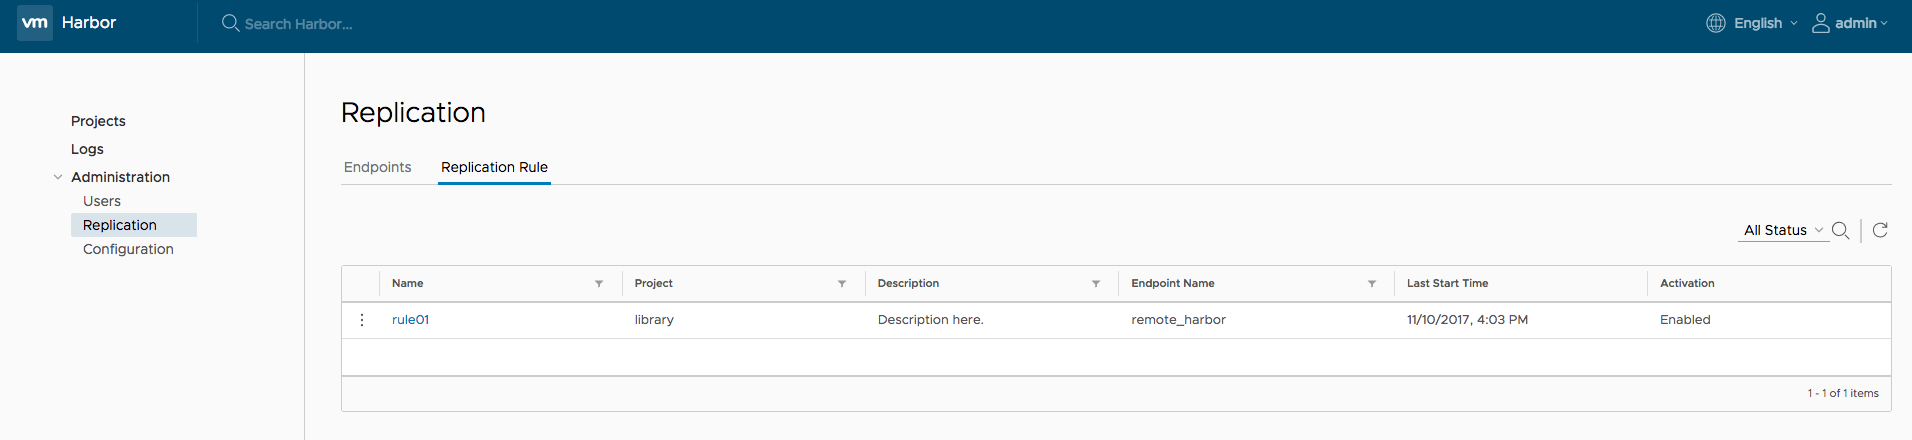 vm Harbor Search Harbor... English admin
Replication
Projects
Logs
Administration
Users
Replication
Configuration
Endpoints Replication Rule
All Status
Name Project Description Endpoint Name Last Start Time Activation
rule01 library Description here. remote_harbor 11/10/2017, 4:03 PM Enabled
1 - 1 of 1 items